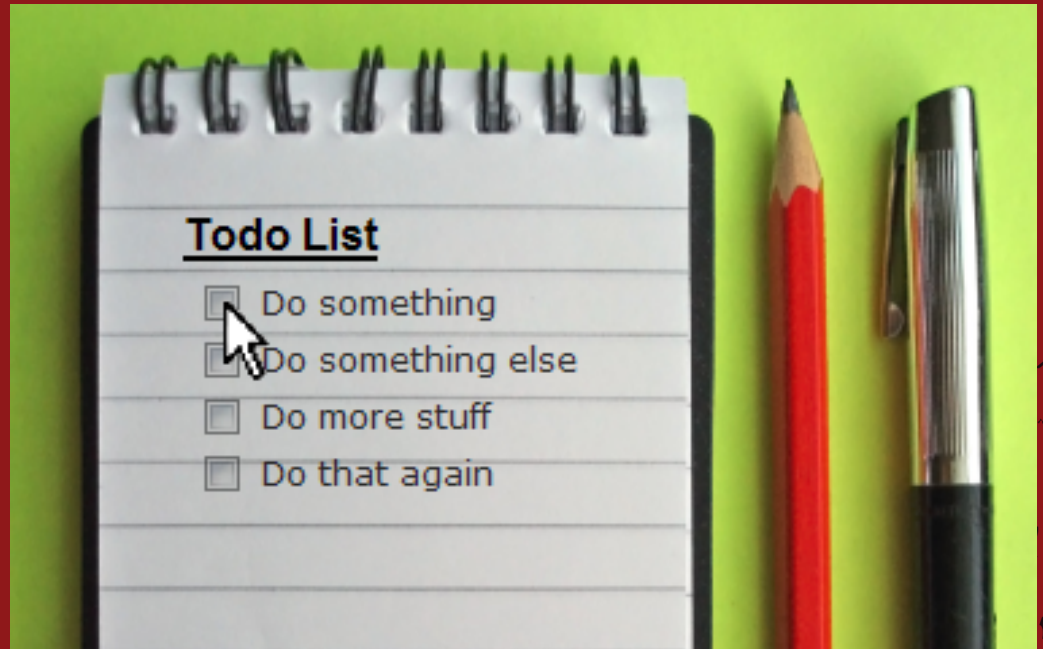 Todo List
Do something
Do something else
Do more stuff
Do that again